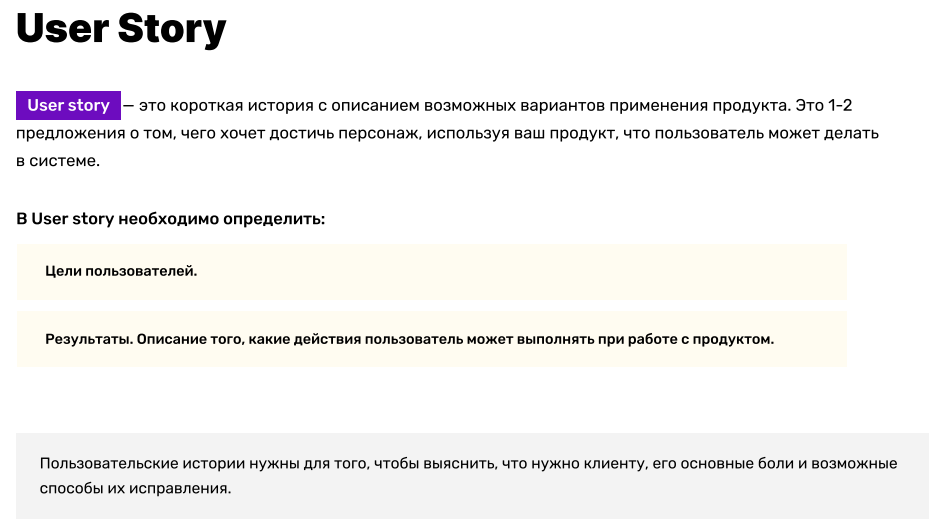 User Story
User story — это короткая история с описанием возможных вариантов применения продукта. Это 1-2
предложения о том, чего хочет достичь персонаж, используя ваш продукт, что пользователь может делать
в системе.
В User story необходимо определить:
Цели пользователей.
Результаты. Описание того, какие действия пользователь может выполнять при работе с продуктом.
Пользовательские истории нужны для того, чтобы выяснить, что нужно клиенту, его основные боли и возможные
способы их исправления.